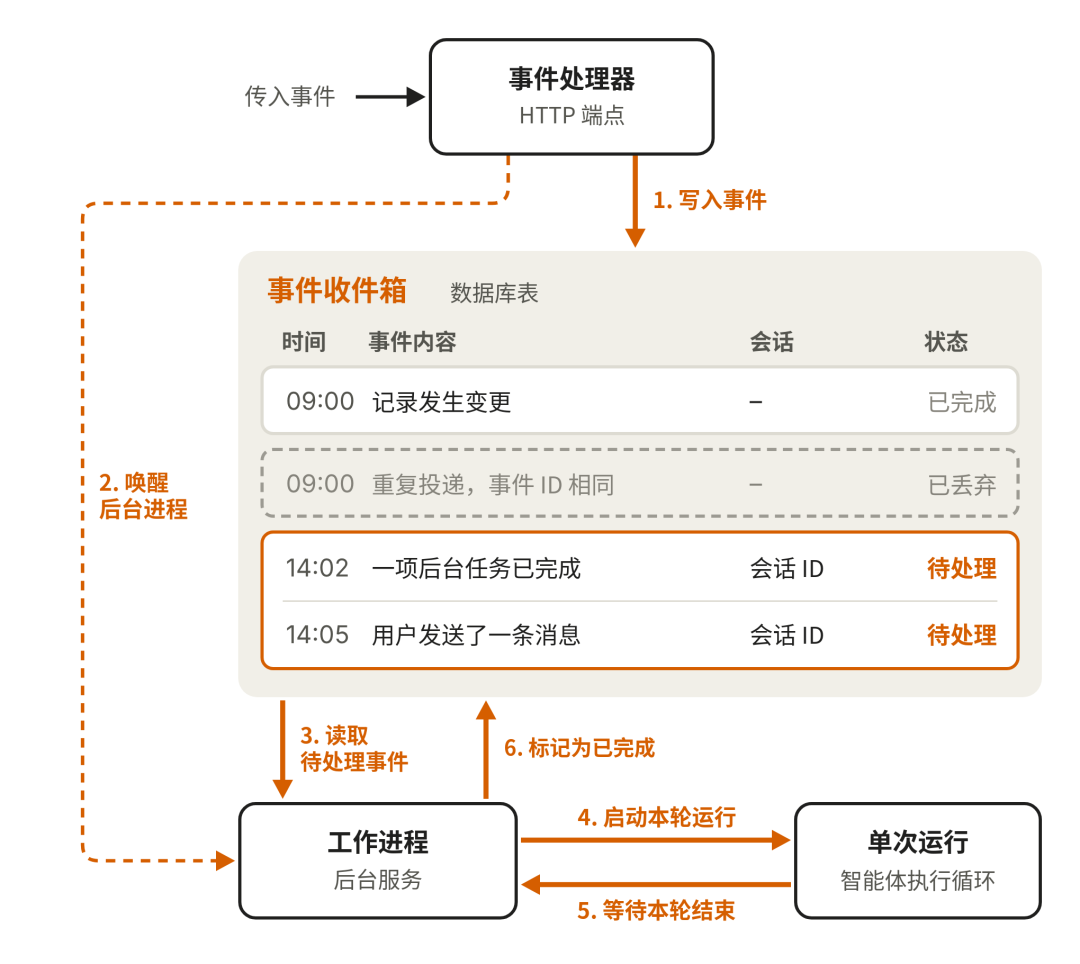 事件处理器
传入事件
HTTP 端点
1. 写入事件
事件收件箱 数据库表
时间 事件内容 会话 状态
09:00 记录发生变更 – 已完成
09:00 重复投递，事件 ID 相同 – 已丢弃
2. 唤醒
后台进程
14:02 一项后台任务已完成 会话 ID 待处理
14:05 用户发送了一条消息 会话 ID 待处理
3. 读取
待处理事件
6. 标记为已完成
4. 启动本轮运行
工作进程
后台服务
单次运行
智能体执行循环
5. 等待本轮结束